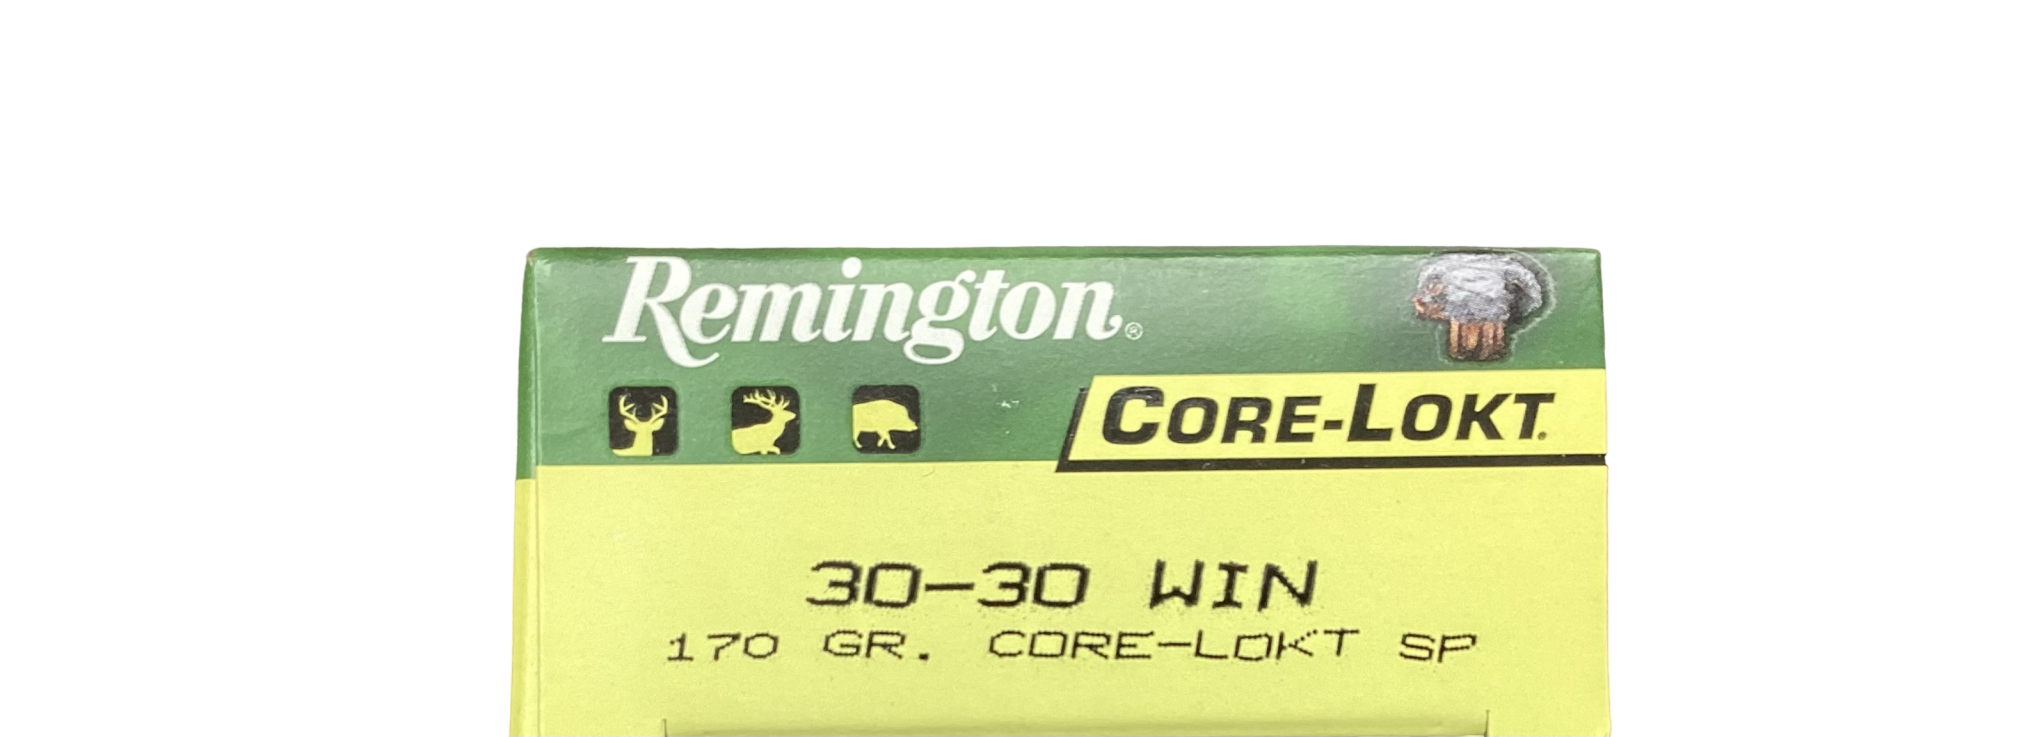 Remington®
CORE-LOKT
30-30 WIN
170 GR. CORE-LOKT SP